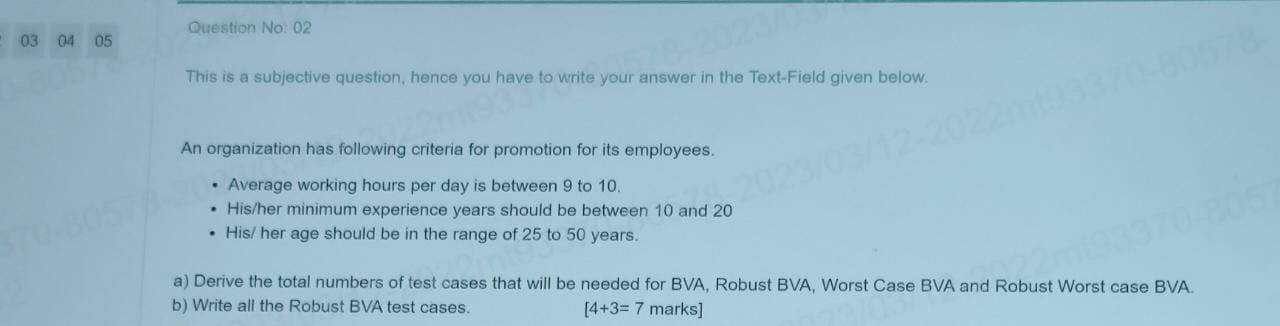 03 04 05
Question No: 02
This is a subjective question, hence you have to write your answer in the Text-Field given below.
An organization has following criteria for promotion for its employees.
• Average working hours per day is between 9 to 10.
• His/her minimum experience years should be between 10 and 20
• His/ her age should be in the range of 25 to 50 years.
a) Derive the total numbers of test cases that will be needed for BVA, Robust BVA, Worst Case BVA and Robust Worst case BVA.
b) Write all the Robust BVA test cases. [4+3= 7 marks]